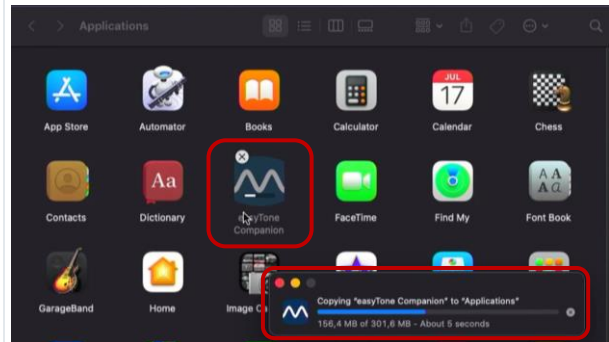 Applications
App Store
Automator
Books
JUL
17
Calculator
Calendar
Chess
Aa
A A
A a
Contacts
Dictionary
easyTone
Companion
FaceTime
Find My
Font Book
GarageBand
Home
Copying "easyTone Companion" to "Applications"
156,4 MB of 301,6 MB - About 5 seconds